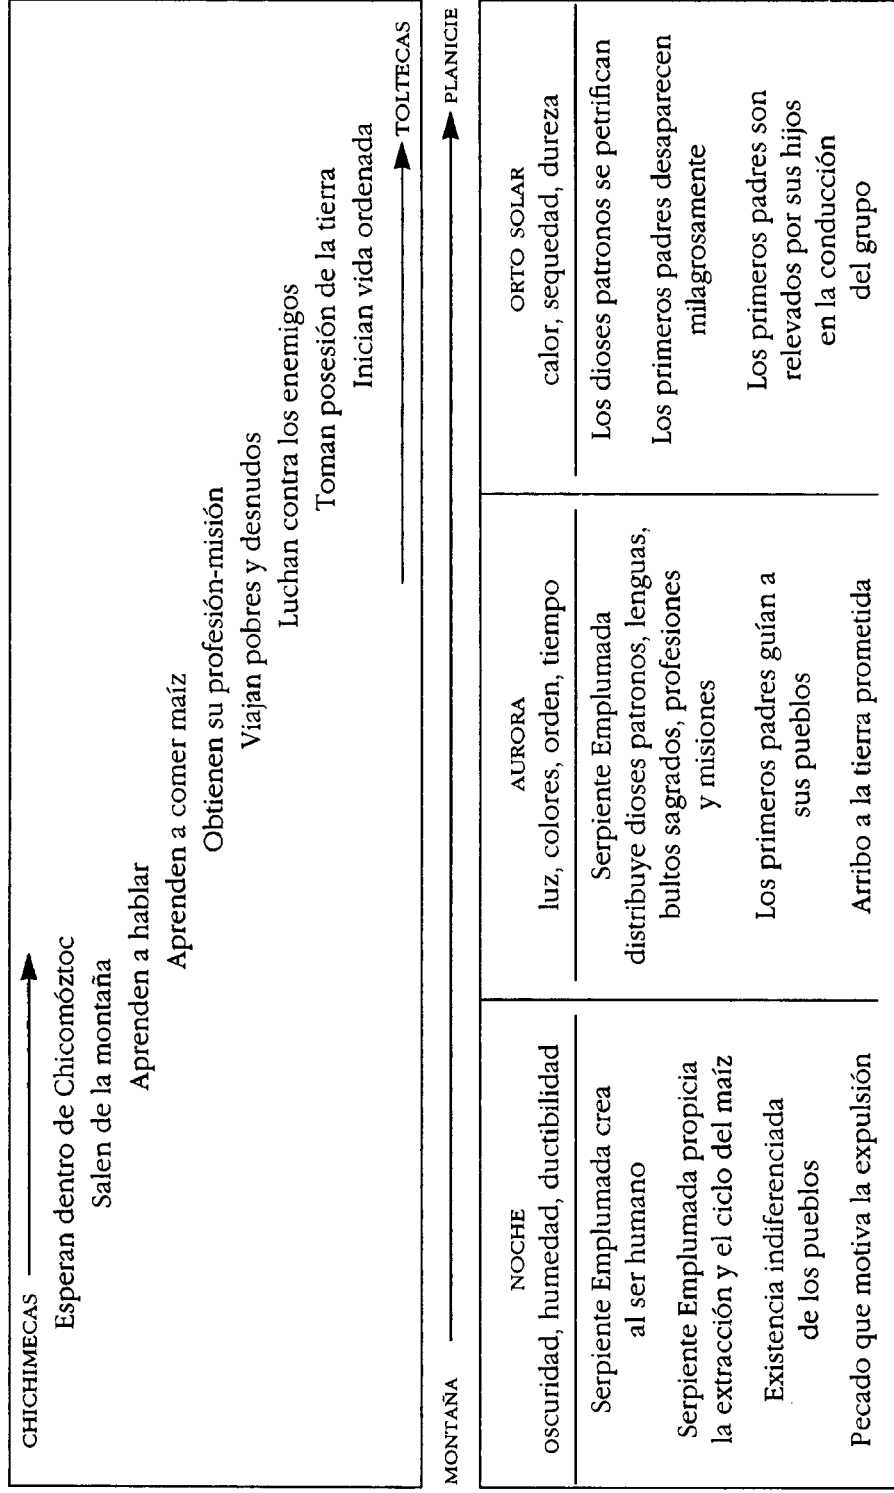 CHICHIMECAS
Esperan dentro de Chicomóztoc
Salen de la montaña
Aprenden a hablar
Aprenden a comer maíz
Obtienen su profesión-misión
Viajan pobres y desnudos
Luchan contra los enemigos
Toman posesión de la tierra
Inician vida ordenada
TOLTECAS
MONTAÑA
PLANICIE
NOCHE
oscuridad, humedad, ductibilidad
Serpiente Emplumada crea
al ser humano
Serpiente Emplumada propicia
la extracción y el ciclo del maíz
Existencia indiferenciada
de los pueblos
Pecado que motiva la expulsión
AURORA
luz, colores, orden, tiempo
Serpiente Emplumada
distribuye dioses patronos, lenguas,
bultos sagrados, profesiones
y misiones
Los primeros padres guían a
sus pueblos
Arribo a la tierra prometida
ORTO SOLAR
calor, sequedad, dureza
Los dioses patronos se petrifican
Los primeros padres desaparecen
milagrosamente
Los primeros padres son
relevados por sus hijos
en la conducción
del grupo